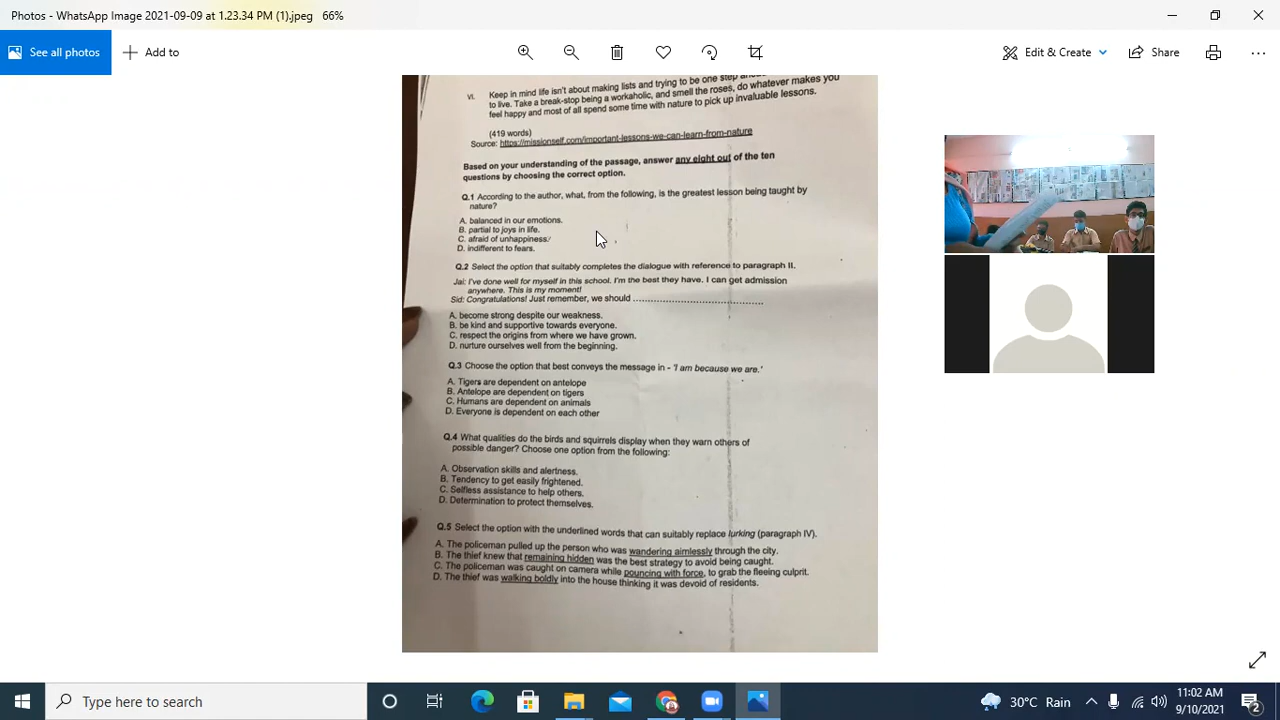 Photos - WhatsApp Image 2021-09-09 at 1.23.34 PM (1).jpeg 66%
See all photos
Add to
Edit & Create
Share
vi. Keep in mind life isn't about making lists and trying to be one step
to live. Take a break-stop being a workaholic, and smell the roses, do whatever makes you
feel happy and most of all spend some time with nature to pick up invaluable lessons.
(419 words)
Source: https://missionself.com/important-lessons-we-can-learn-from-nature
Based on your understanding of the passage, answer any eight out of the ten
questions by choosing the correct option.
Q.1 According to the author, what, from the following, is the greatest lesson being taught by
nature?
A. balanced in our emotions.
B. partial to joys in life.
C. afraid of unhappiness.
D. indifferent to fears.
Q.2 Select the option that suitably completes the dialogue with reference to paragraph II.
Jai: I've done well for myself in this school. I'm the best they have. I can get admission
anywhere. This is my moment!
Sid: Congratulations! Just remember, we should ..................................
A. become strong despite our weakness.
B. be kind and supportive towards everyone.
C. respect the origins from where we have grown.
D. nurture ourselves well from the beginning.
Q.3 Choose the option that best conveys the message in - 'I am because we are.'
A. Tigers are dependent on antelope
B. Antelope are dependent on tigers
C. Humans are dependent on animals
D. Everyone is dependent on each other
Q.4 What qualities do the birds and squirrels display when they warn others of
possible danger? Choose one option from the following:
A. Observation skills and alertness.
B. Tendency to get easily frightened.
C. Selfless assistance to help others.
D. Determination to protect themselves.
Q.5 Select the option with the underlined words that can suitably replace lurking (paragraph IV).
A. The policeman pulled up the person who was wandering aimlessly through the city.
B. The thief knew that remaining hidden was the best strategy to avoid being caught.
C. The policeman was caught on camera while pouncing with force, to grab the fleeing culprit.
D. The thief was walking boldly into the house thinking it was devoid of residents.
Type here to search
30°C Rain
11:02 AM
9/10/2021
2